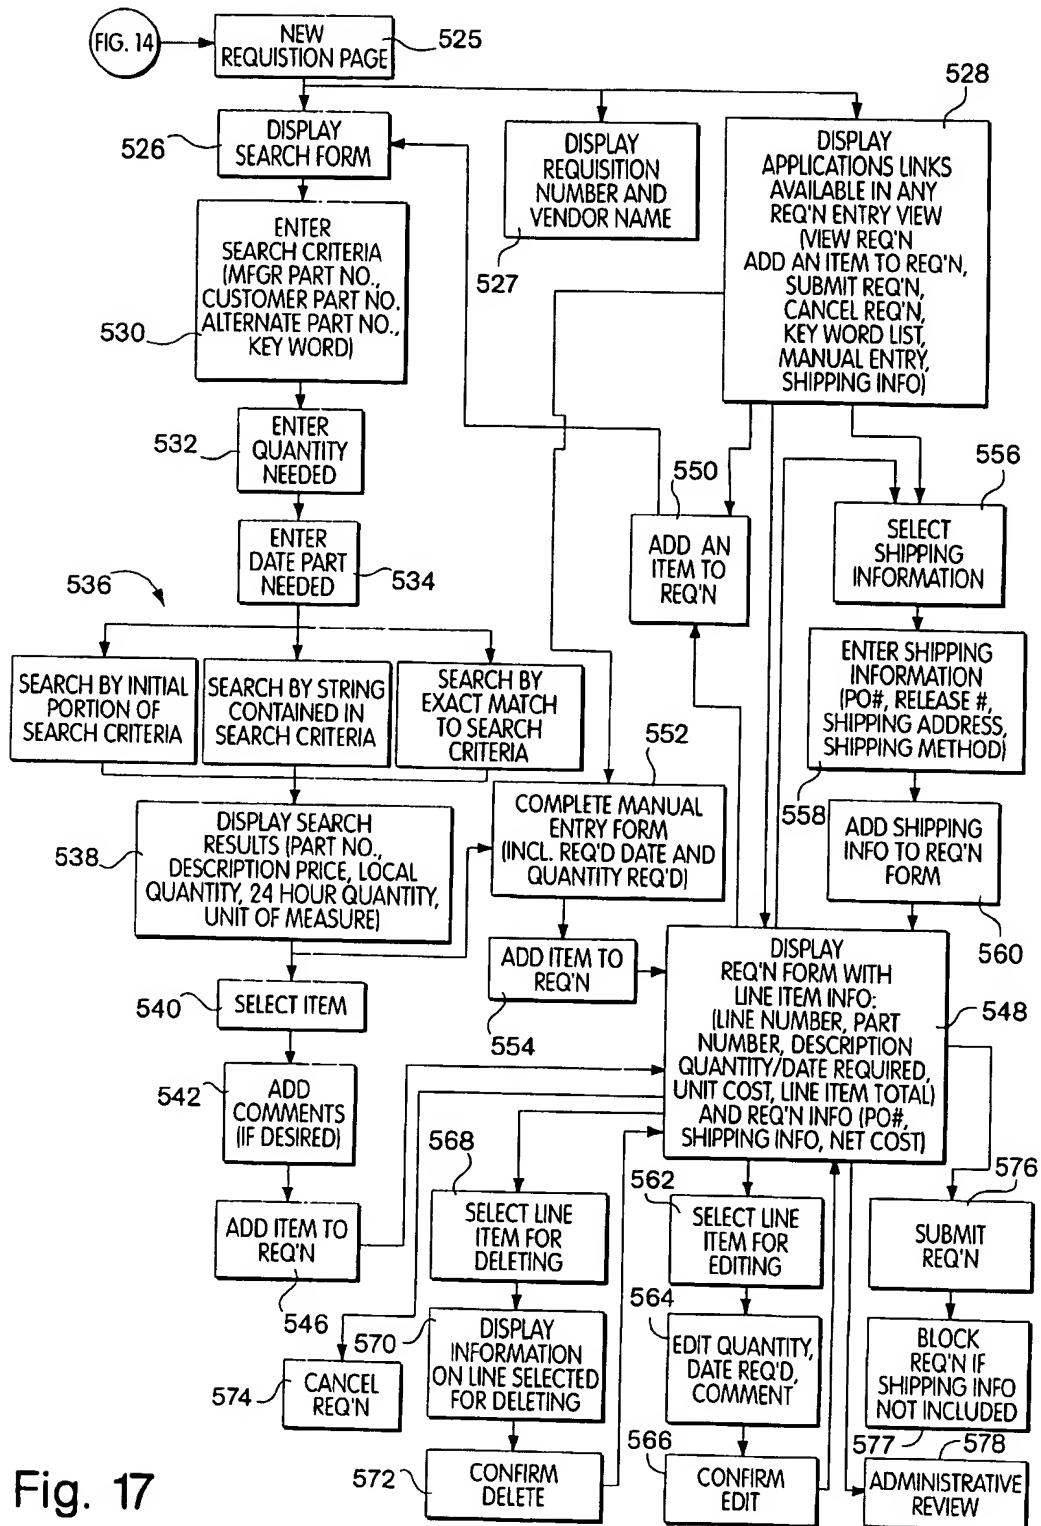 FIG. 14
NEW
REQUISTION PAGE
525
526
DISPLAY
SEARCH FORM
DISPLAY
REQUISITION
NUMBER AND
VENDOR NAME
527
528
DISPLAY
APPLICATIONS LINKS
AVAILABLE IN ANY
REQ'N ENTRY VIEW
(VIEW REQ'N
ADD AN ITEM TO REQ'N,
SUBMIT REQ'N,
CANCEL REQ'N,
KEY WORD LIST,
MANUAL ENTRY,
SHIPPING INFO)
530
ENTER
SEARCH CRITERIA
(MFGR PART NO.,
CUSTOMER PART NO.
ALTERNATE PART NO.,
KEY WORD)
532
ENTER
QUANTITY
NEEDED
ENTER
DATE PART
NEEDED
534
536
SEARCH BY INITIAL
PORTION OF
SEARCH CRITERIA
SEARCH BY STRING
CONTAINED IN
SEARCH CRITERIA
SEARCH BY
EXACT MATCH
TO SEARCH
CRITERIA
550
ADD AN
ITEM TO
REQ'N
556
SELECT
SHIPPING
INFORMATION
ENTER SHIPPING
INFORMATION
(PO#, RELEASE #,
SHIPPING ADDRESS,
SHIPPING METHOD)
558
ADD SHIPPING
INFO TO REQ'N
FORM
560
538
DISPLAY SEARCH
RESULTS (PART NO.,
DESCRIPTION PRICE, LOCAL
QUANTITY, 24 HOUR QUANTITY,
UNIT OF MEASURE)
552
COMPLETE MANUAL
ENTRY FORM
(INCL. REQ'D DATE AND
QUANTITY REQ'D)
ADD ITEM TO
REQ'N
554
540
SELECT ITEM
542
ADD
COMMENTS
(IF DESIRED)
ADD ITEM TO
REQ'N
546
DISPLAY
REQ'N FORM WITH
LINE ITEM INFO:
(LINE NUMBER, PART
NUMBER, DESCRIPTION
QUANTITY/DATE REQUIRED,
UNIT COST, LINE ITEM TOTAL)
AND REQ'N INFO (PO#,
SHIPPING INFO, NET COST)
548
568
SELECT LINE
ITEM FOR
DELETING
562
SELECT LINE
ITEM FOR
EDITING
576
SUBMIT
REQ'N
570
DISPLAY
INFORMATION
ON LINE SELECTED
FOR DELETING
564
EDIT QUANTITY,
DATE REQ'D,
COMMENT
BLOCK
REQ'N IF
SHIPPING INFO
NOT INCLUDED
577
574
CANCEL
REQ'N
572
CONFIRM
DELETE
566
CONFIRM
EDIT
578
ADMINISTRATIVE
REVIEW
Fig. 17